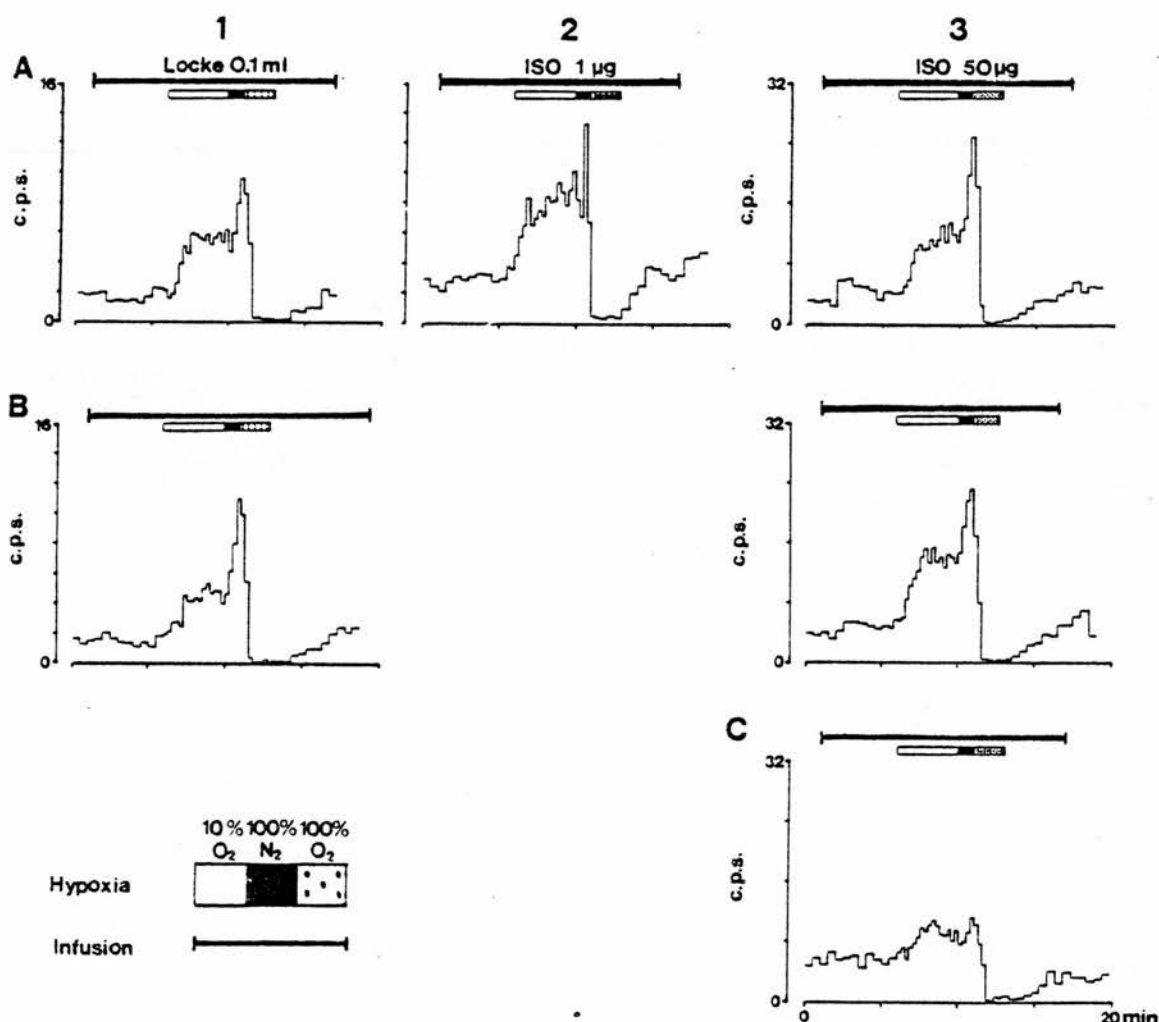 1 2 3
A Locke 0.1 ml ISO 1 µg ISO 50 µg
16 32
c.p.s. c.p.s.
0 0
B
16 32
c.p.s. c.p.s.
0 0
C
32
10% 100% 100%
O₂ N₂ O₂
Hypoxia
c.p.s.
Infusion
0
20 min